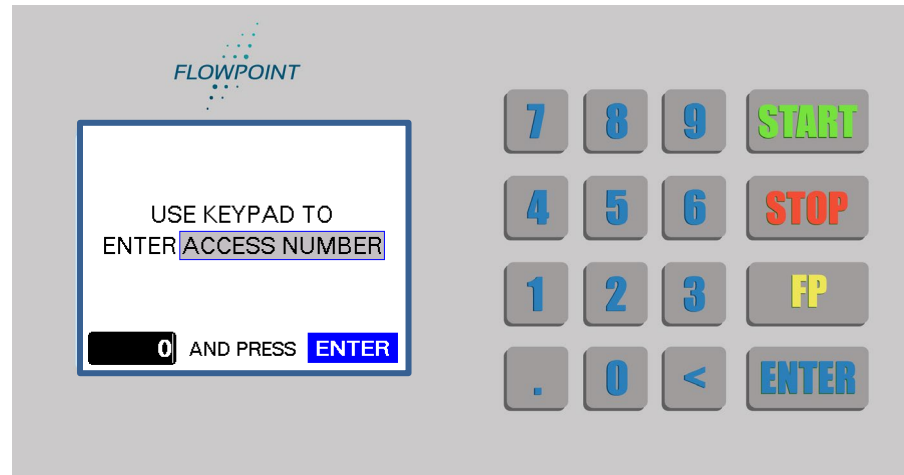 FLOWPOINT
USE KEYPAD TO
ENTER ACCESS NUMBER
0 AND PRESS ENTER
7 8 9 START
4 5 6 STOP
1 2 3 FP
. 0 < ENTER